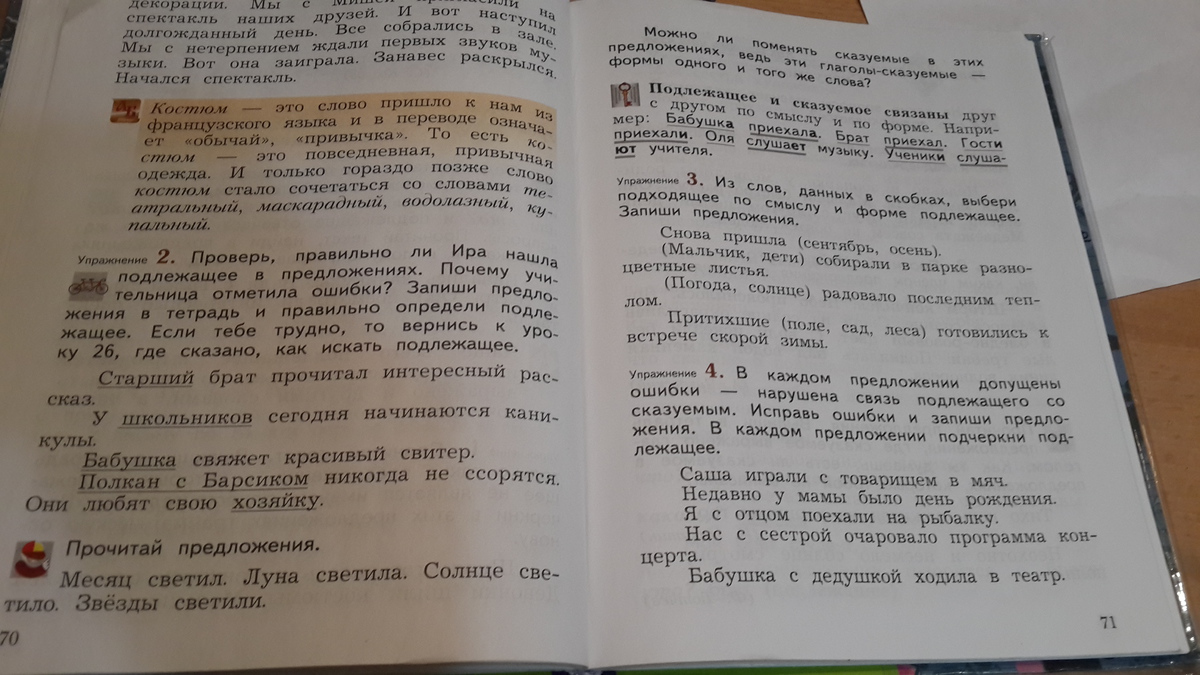 декорации. Мы с Мишей пригласили на
спектакль наших друзей. И вот наступил
долгожданный день. Все собрались в зале.
Мы с нетерпением ждали первых звуков му-
зыки. Вот она заиграла. Занавес раскрылся.
Начался спектакль.
Костюм — это слово пришло к нам из
французского языка и в переводе означа-
ет «обычай», «привычка». То есть ко-
стюм — это повседневная, привычная
одежда. И только гораздо позже слово
костюм стало сочетаться со словами те-
атральный, маскарадный, водолазный, ку-
пальный.
Упражнение 2. Проверь, правильно ли Ира нашла
подлежащее в предложениях. Почему учи-
тельница отметила ошибки? Запиши предло-
жения в тетрадь и правильно определи подле-
жащее. Если тебе трудно, то вернись к уро-
ку 26, где сказано, как искать подлежащее.
Старший брат прочитал интересный рас-
сказ.
У школьников сегодня начинаются кани-
кулы.
Бабушка свяжет красивый свитер.
Полкан с Барсиком никогда не ссорятся.
Они любят свою хозяйку.
Прочитай предложения.
Месяц светил. Луна светила. Солнце све-
тило. Звёзды светили.
70
Можно ли поменять сказуемые в этих
предложениях, ведь эти глаголы-сказуемые —
формы одного и того же слова?
Подлежащее и сказуемое связаны друг
с другом по смыслу и по форме. Напри-
мер: Бабушка приехала. Брат приехал. Гости
приехали. Оля слушает музыку. Ученики слуша-
ют учителя.
Упражнение 3. Из слов, данных в скобках, выбери
подходящее по смыслу и форме подлежащее.
Запиши предложения.
Снова пришла (сентябрь, осень).
(Мальчик, дети) собирали в парке разно-
цветные листья.
(Погода, солнце) радовало последним теп-
лом.
Притихшие (поле, сад, леса) готовились к
встрече скорой зимы.
Упражнение 4. В каждом предложении допущены
ошибки — нарушена связь подлежащего со
сказуемым. Исправь ошибки и запиши предло-
жения. В каждом предложении подчеркни под-
лежащее.
Саша играли с товарищем в мяч.
Недавно у мамы было день рождения.
Я с отцом поехали на рыбалку.
Нас с сестрой очаровало программа кон-
церта.
Бабушка с дедушкой ходила в театр.
71